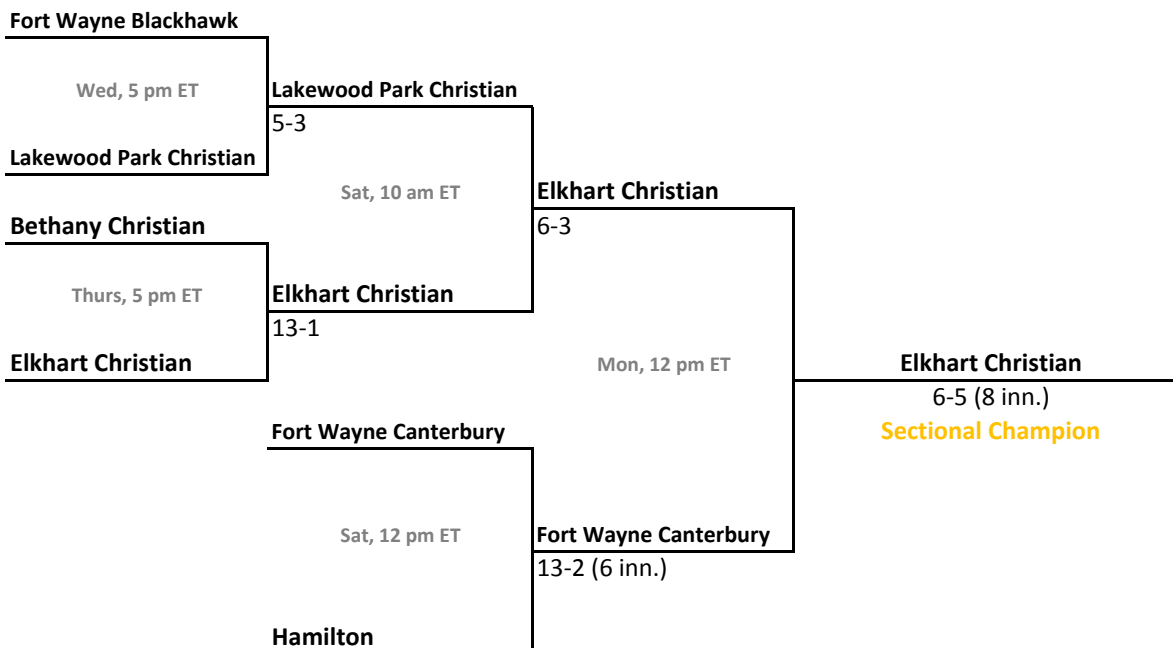 Fort Wayne Blackhawk
Wed, 5 pm ET
Lakewood Park Christian
5-3
Lakewood Park Christian
Sat, 10 am ET
Elkhart Christian
6-3
Bethany Christian
Thurs, 5 pm ET
Elkhart Christian
13-1
Elkhart Christian
Mon, 12 pm ET
Elkhart Christian
6-5 (8 inn.)
Sectional Champion
Fort Wayne Canterbury
Sat, 12 pm ET
Fort Wayne Canterbury
13-2 (6 inn.)
Hamilton